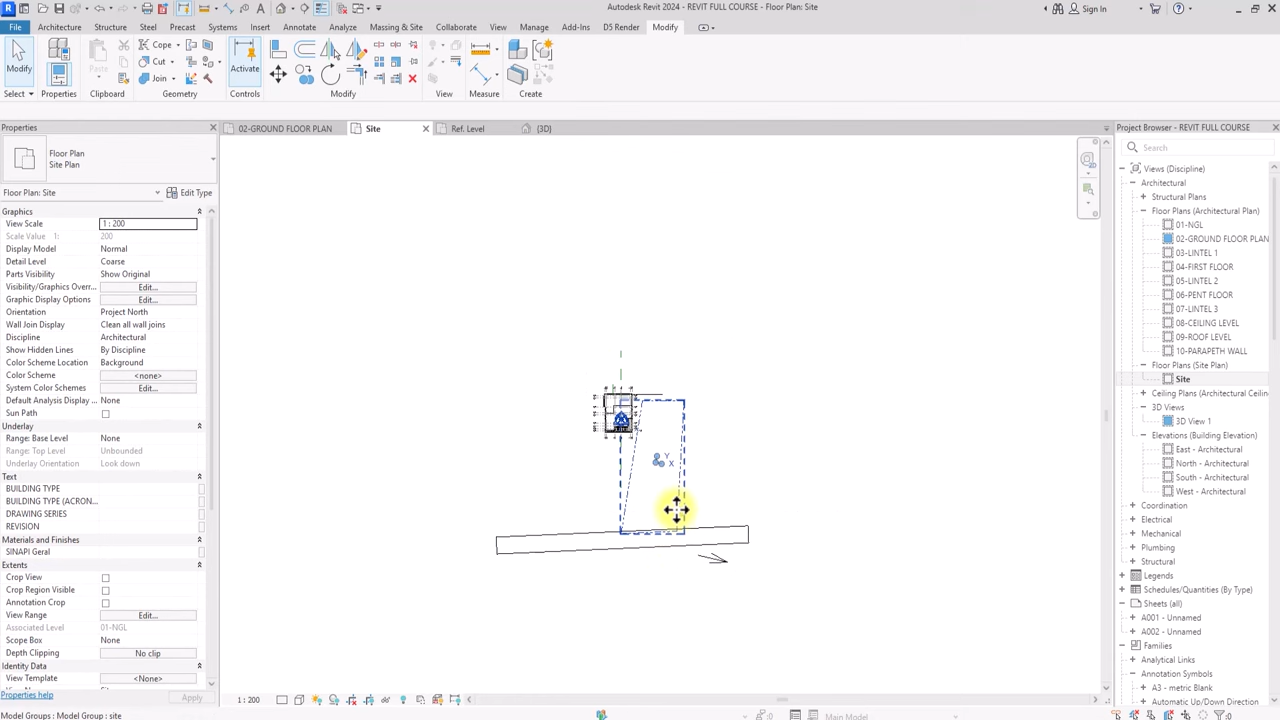 Autodesk Revit 2024 - REVIT FULL COURSE - Floor Plan: Site
Sign In
File Architecture Structure Steel Precast Systems Insert Annotate Analyze Massing & Site Collaborate View Manage Add-Ins D5 Render Modify
Modify
Paste
Cope
Cut
Join
Activate
Select Properties Clipboard Geometry Controls Modify View Measure Create
Properties
02-GROUND FLOOR PLAN
Site
Ref. Level
{3D}
Project Browser - REVIT FULL COURSE
Floor Plan
Site Plan
Floor Plan: Site
Edit Type
Graphics
View Scale 1 : 200
Scale Value 1: 200
Display Model Normal
Detail Level Coarse
Parts Visibility Show Original
Visibility/Graphics Overr... Edit...
Graphic Display Options Edit...
Orientation Project North
Wall Join Display Clean all wall joins
Discipline Architectural
Show Hidden Lines By Discipline
Color Scheme Location Background
Color Scheme <none>
System Color Schemes Edit...
Default Analysis Display ... None
Sun Path
Underlay
Range: Base Level None
Range: Top Level Unbounded
Underlay Orientation Look down
Text
BUILDING TYPE
BUILDING TYPE (ACRON...
DRAWING SERIES
REVISION
Materials and Finishes
SINAPI Geral
Extents
Crop View
Crop Region Visible
Annotation Crop
View Range Edit...
Associated Level 01-NGL
Scope Box None
Depth Clipping No clip
Identity Data
View Template <None>
Properties help
Apply
Y
X
1 : 200
Search
Views (Discipline)
Architectural
Structural Plans
Floor Plans (Architectural Plan)
01-NGL
02-GROUND FLOOR PLAN
03-LINTEL 1
04-FIRST FLOOR
05-LINTEL 2
06-PENT FLOOR
07-LINTEL 3
08-CEILING LEVEL
09-ROOF LEVEL
10-PARAPETH WALL
Floor Plans (Site Plan)
Site
Ceiling Plans (Architectural Ceil
3D Views
3D View 1
Elevations (Building Elevation)
East - Architectural
North - Architectural
South - Architectural
West - Architectural
Coordination
Electrical
Mechanical
Plumbing
Structural
Legends
Schedules/Quantities (By Type)
Sheets (all)
A001 - Unnamed
A002 - Unnamed
Families
Analytical Links
Annotation Symbols
A3 - metric Blank
Automatic Up/Down Direction
Model Groups : Model Group : site
:0
Main Model
:0